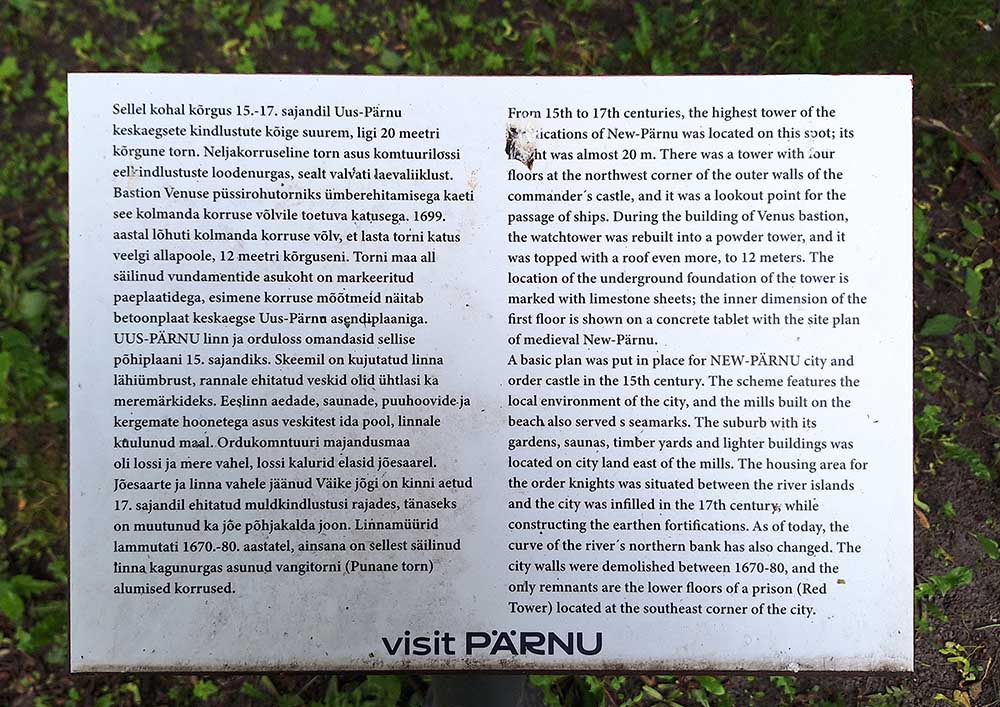 Sellel kohal kõrgus 15.-17. sajandil Uus-Pärnu
keskaegsete kindlustute kõige suurem, ligi 20 meetri
kõrgune torn. Neljakorruseline torn asus komtuurilossi
eelkindlustuste loodenurgas, sealt valvati laevaliiklust.
Bastion Venuse püssirohutorniks ümberehitamisega kaeti
see kolmanda korruse võlvile toetuva katusega. 1699.
aastal lõhuti kolmanda korruse võlv, et lasta torni katus
veelgi allapoole, 12 meetri kõrguseni. Torni maa all
säilinud vundamentide asukoht on markeeritud
paeplaatidega, esimene korruse mõõtmeid näitab
betoonplaat keskaegse Uus-Pärnu asendiplaaniga.
UUS-PÄRNU linn ja orduloss omandasid sellise
põhiplaani 15. sajandiks. Skeemil on kujutatud linna
lähiümbrust, rannale ehitatud veskid olid ühtlasi ka
meremärkideks. Eeslinn aedade, saunade, puuhoovide ja
kergemate hoonetega asus veskitest ida pool, linnale
kuulunud maal. Ordukomntuuri majandusmaa
oli lossi ja mere vahel, lossi kalurid elasid jõesaarel.
Jõesaarte ja linna vahele jäänud Väike jõgi on kinni aetud
17. sajandil ehitatud muldkindlustusi rajades, tänaseks
on muutunud ka jõe põhjakalda joon. Linnamüürid
lammutati 1670.-80. aastatel, ainsana on sellest säilinud
linna kagunurgas asunud vangitorni (Punane torn)
alumised korrused.
From 15th to 17th centuries, the highest tower of the
ications of New-Pärnu was located on this spot; its
was almost 20 m. There was a tower with four
floors at the northwest corner of the outer walls of the
commander´s castle, and it was a lookout point for the
passage of ships. During the building of Venus bastion,
the watchtower was rebuilt into a powder tower, and it
was topped with a roof even more, to 12 meters. The
location of the underground foundation of the tower is
marked with limestone sheets; the inner dimension of the
first floor is shown on a concrete tablet with the site plan
of medieval New-Pärnu.
A basic plan was put in place for NEW-PÄRNU city and
order castle in the 15th century. The scheme features the
local environment of the city, and the mills built on the
beach also served s seamarks. The suburb with its
gardens, saunas, timber yards and lighter buildings was
located on city land east of the mills. The housing area for
the order knights was situated between the river islands
and the city was infilled in the 17th century, while
constructing the earthen fortifications. As of today, the
curve of the river´s northern bank has also changed. The
city walls were demolished between 1670-80, and the
only remnants are the lower floors of a prison (Red
Tower) located at the southeast corner of the city.
visit PÄRNU